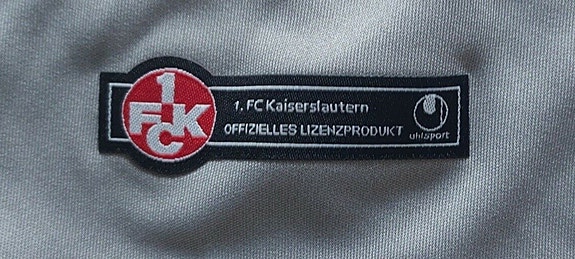 1
FCK
1. FC Kaiserslautern
OFFIZIELLES LIZENZPRODUKT
uhlsport